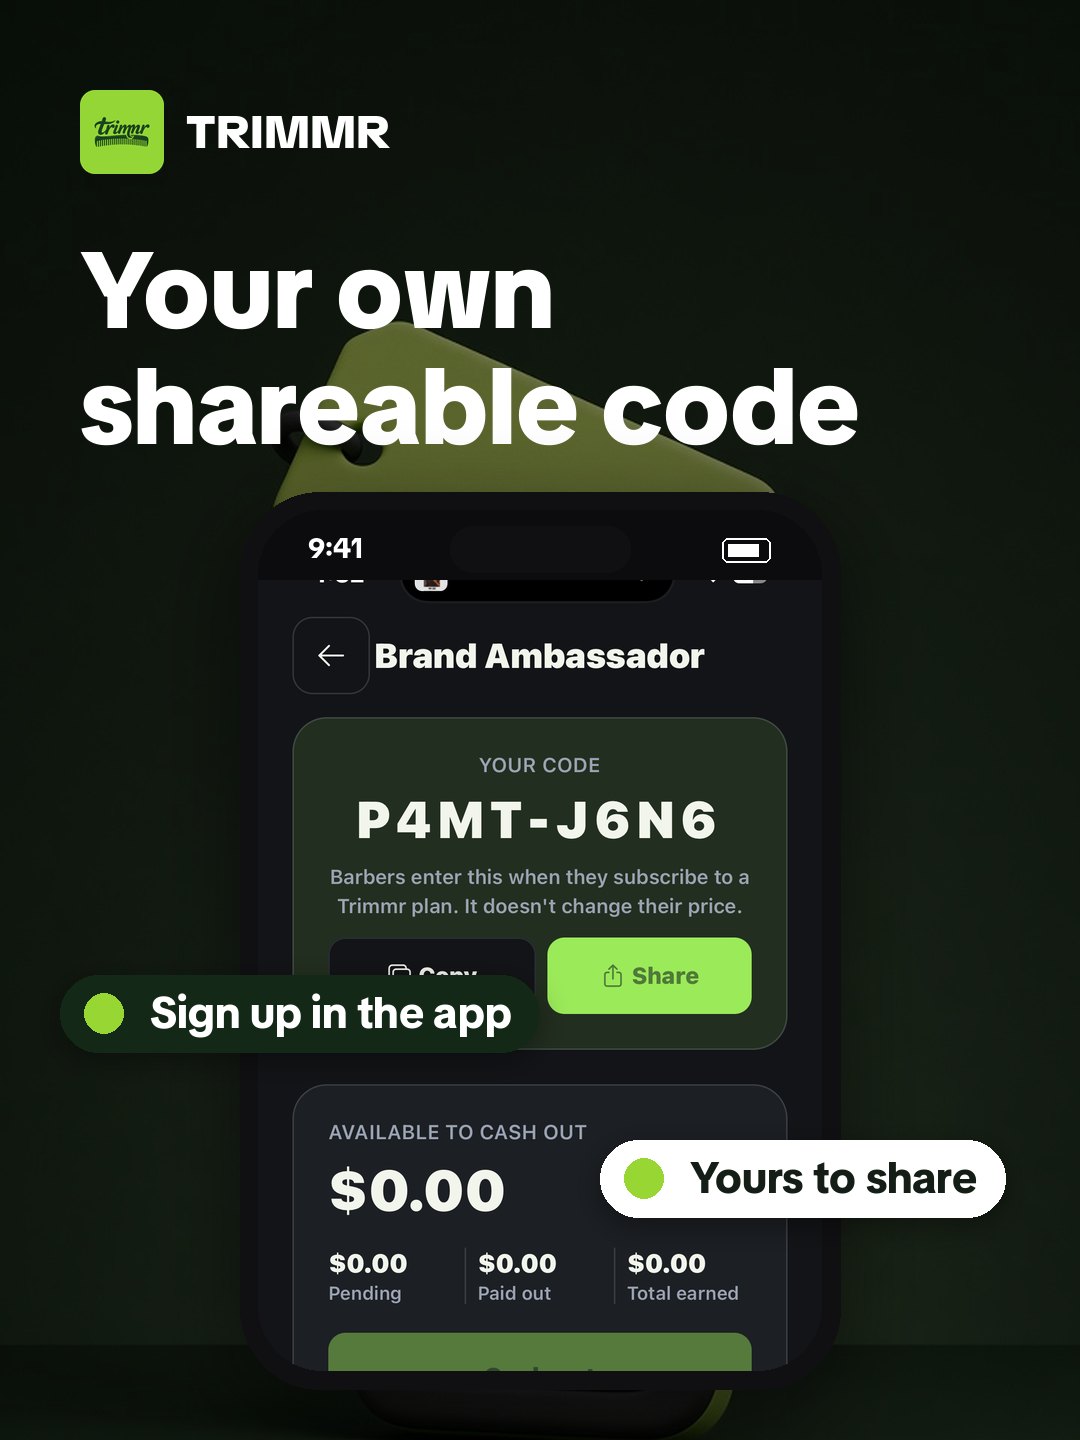 trimmr
TRIMMR
Your own
shareable code
9:41
Brand Ambassador
YOUR CODE
P4MT-J6N6
Barbers enter this when they subscribe to a
Trimmr plan. It doesn't change their price.
Copy
Share
Sign up in the app
AVAILABLE TO CASH OUT
$0.00
Yours to share
$0.00
$0.00
$0.00
Pending
Paid out
Total earned